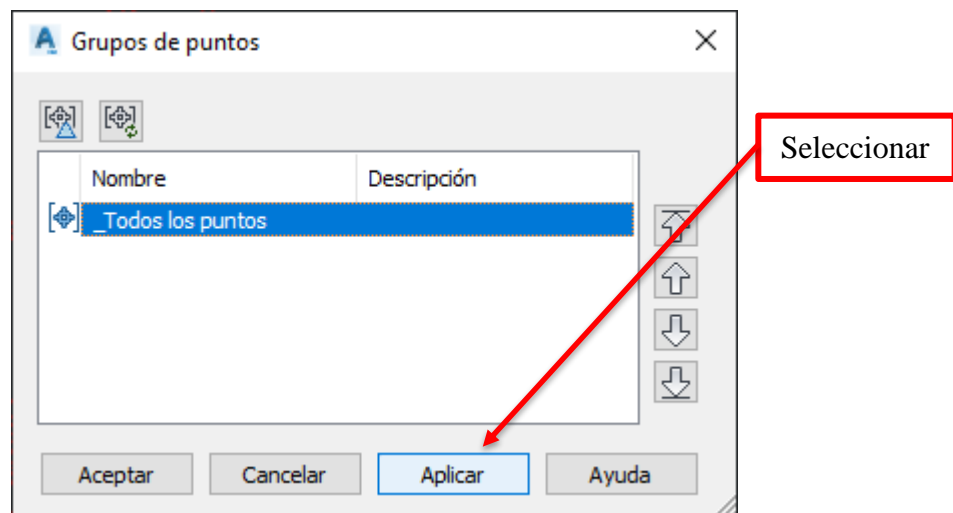 Grupos de puntos
Seleccionar
Nombre Descripción
_Todos los puntos
Aceptar Cancelar Aplicar Ayuda